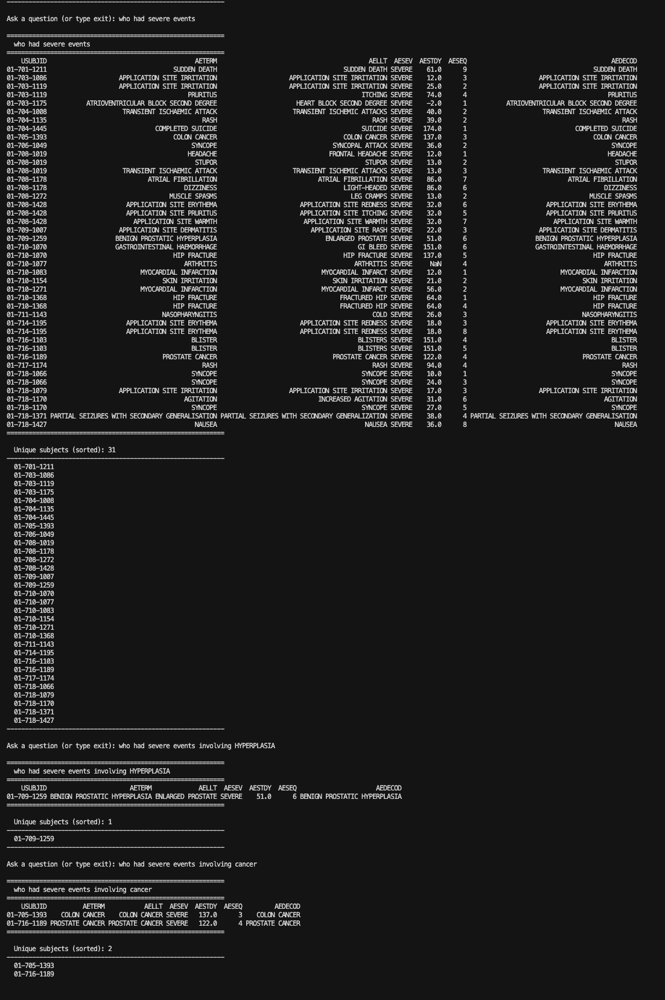 Ask a question (or type exit): who had severe events
who had severe events
USUBJID AETERM AELLT AESEV AESTDY AESEQ AEDECOD
01-701-1211 SUDDEN DEATH SUDDEN DEATH SEVERE 61.0 9 SUDDEN DEATH
01-703-1086 APPLICATION SITE IRRITATION APPLICATION SITE IRRITATION SEVERE 12.0 3 APPLICATION SITE IRRITATION
01-703-1119 APPLICATION SITE IRRITATION APPLICATION SITE IRRITATION SEVERE 25.0 2 APPLICATION SITE IRRITATION
01-703-1119 PRURITUS ITCHING SEVERE 74.0 4 PRURITUS
01-703-1175 ATRIOVENTRICULAR BLOCK SECOND DEGREE HEART BLOCK SECOND DEGREE SEVERE -2.0 1 ATRIOVENTRICULAR BLOCK SECOND DEGREE
01-704-1008 TRANSIENT ISCHAEMIC ATTACK TRANSIENT ISCHEMIC ATTACKS SEVERE 40.0 2 TRANSIENT ISCHAEMIC ATTACK
01-704-1135 RASH RASH SEVERE 39.0 2 RASH
01-704-1445 COMPLETED SUICIDE SUICIDE SEVERE 174.0 1 COMPLETED SUICIDE
01-705-1393 COLON CANCER COLON CANCER SEVERE 137.0 3 COLON CANCER
01-706-1049 SYNCOPE SYNCOPAL ATTACK SEVERE 36.0 2 SYNCOPE
01-708-1019 HEADACHE FRONTAL HEADACHE SEVERE 12.0 1 HEADACHE
01-708-1019 STUPOR STUPOR SEVERE 13.0 2 STUPOR
01-708-1019 TRANSIENT ISCHAEMIC ATTACK TRANSIENT ISCHEMIC ATTACKS SEVERE 13.0 3 TRANSIENT ISCHAEMIC ATTACK
01-708-1178 ATRIAL FIBRILLATION ATRIAL FIBRILLATION SEVERE 86.0 7 ATRIAL FIBRILLATION
01-708-1178 DIZZINESS LIGHT-HEADED SEVERE 86.0 6 DIZZINESS
01-708-1272 MUSCLE SPASMS LEG CRAMPS SEVERE 13.0 2 MUSCLE SPASMS
01-708-1428 APPLICATION SITE ERYTHEMA APPLICATION SITE REDNESS SEVERE 32.0 6 APPLICATION SITE ERYTHEMA
01-708-1428 APPLICATION SITE PRURITUS APPLICATION SITE ITCHING SEVERE 32.0 5 APPLICATION SITE PRURITUS
01-708-1428 APPLICATION SITE WARMTH APPLICATION SITE WARMTH SEVERE 32.0 7 APPLICATION SITE WARMTH
01-709-1007 APPLICATION SITE DERMATITIS APPLICATION SITE RASH SEVERE 22.0 3 APPLICATION SITE DERMATITIS
01-709-1259 BENIGN PROSTATIC HYPERPLASIA ENLARGED PROSTATE SEVERE 51.0 6 BENIGN PROSTATIC HYPERPLASIA
01-710-1070 GASTROINTESTINAL HAEMORRHAGE GI BLEED SEVERE 151.0 6 GASTROINTESTINAL HAEMORRHAGE
01-710-1070 HIP FRACTURE HIP FRACTURE SEVERE 137.0 5 HIP FRACTURE
01-710-1077 ARTHRITIS ARTHRITIS SEVERE NaN 4 ARTHRITIS
01-710-1083 MYOCARDIAL INFARCTION MYOCARDIAL INFARCT SEVERE 12.0 1 MYOCARDIAL INFARCTION
01-710-1154 SKIN IRRITATION SKIN IRRITATION SEVERE 21.0 2 SKIN IRRITATION
01-710-1271 MYOCARDIAL INFARCTION MYOCARDIAL INFARCT SEVERE 56.0 2 MYOCARDIAL INFARCTION
01-710-1368 HIP FRACTURE FRACTURED HIP SEVERE 64.0 1 HIP FRACTURE
01-710-1368 HIP FRACTURE FRACTURED HIP SEVERE 64.0 4 HIP FRACTURE
01-711-1143 NASOPHARYNGITIS COLD SEVERE 26.0 3 NASOPHARYNGITIS
01-714-1195 APPLICATION SITE ERYTHEMA APPLICATION SITE REDNESS SEVERE 18.0 3 APPLICATION SITE ERYTHEMA
01-714-1195 APPLICATION SITE ERYTHEMA APPLICATION SITE REDNESS SEVERE 18.0 8 APPLICATION SITE ERYTHEMA
01-716-1103 BLISTER BLISTERS SEVERE 151.0 4 BLISTER
01-716-1103 BLISTER BLISTERS SEVERE 151.0 5 BLISTER
01-716-1189 PROSTATE CANCER PROSTATE CANCER SEVERE 122.0 4 PROSTATE CANCER
01-717-1174 RASH RASH SEVERE 94.0 4 RASH
01-718-1066 SYNCOPE SYNCOPE SEVERE 10.0 1 SYNCOPE
01-718-1066 SYNCOPE SYNCOPE SEVERE 24.0 3 SYNCOPE
01-718-1079 APPLICATION SITE IRRITATION APPLICATION SITE IRRITATION SEVERE 17.0 3 APPLICATION SITE IRRITATION
01-718-1170 AGITATION INCREASED AGITATION SEVERE 31.0 6 AGITATION
01-718-1170 SYNCOPE SYNCOPE SEVERE 27.0 5 SYNCOPE
01-718-1371 PARTIAL SEIZURES WITH SECONDARY GENERALISATION PARTIAL SEIZURES WITH SECONDARY GENERALIZATION SEVERE 38.0 4 PARTIAL SEIZURES WITH SECONDARY GENERALISATION
01-718-1427 NAUSEA NAUSEA SEVERE 36.0 8 NAUSEA
Unique subjects (sorted): 31
01-701-1211
01-703-1086
01-703-1119
01-703-1175
01-704-1008
01-704-1135
01-704-1445
01-705-1393
01-706-1049
01-708-1019
01-708-1178
01-708-1272
01-708-1428
01-709-1007
01-709-1259
01-710-1070
01-710-1077
01-710-1083
01-710-1154
01-710-1271
01-710-1368
01-711-1143
01-714-1195
01-716-1103
01-716-1189
01-717-1174
01-718-1066
01-718-1079
01-718-1170
01-718-1371
01-718-1427
Ask a question (or type exit): who had severe events involving HYPERPLASIA
who had severe events involving HYPERPLASIA
USUBJID AETERM AELLT AESEV AESTDY AESEQ AEDECOD
01-709-1259 BENIGN PROSTATIC HYPERPLASIA ENLARGED PROSTATE SEVERE 51.0 6 BENIGN PROSTATIC HYPERPLASIA
Unique subjects (sorted): 1
01-709-1259
Ask a question (or type exit): who had severe events involving cancer
who had severe events involving cancer
USUBJID AETERM AELLT AESEV AESTDY AESEQ AEDECOD
01-705-1393 COLON CANCER COLON CANCER SEVERE 137.0 3 COLON CANCER
01-716-1189 PROSTATE CANCER PROSTATE CANCER SEVERE 122.0 4 PROSTATE CANCER
Unique subjects (sorted): 2
01-705-1393
01-716-1189